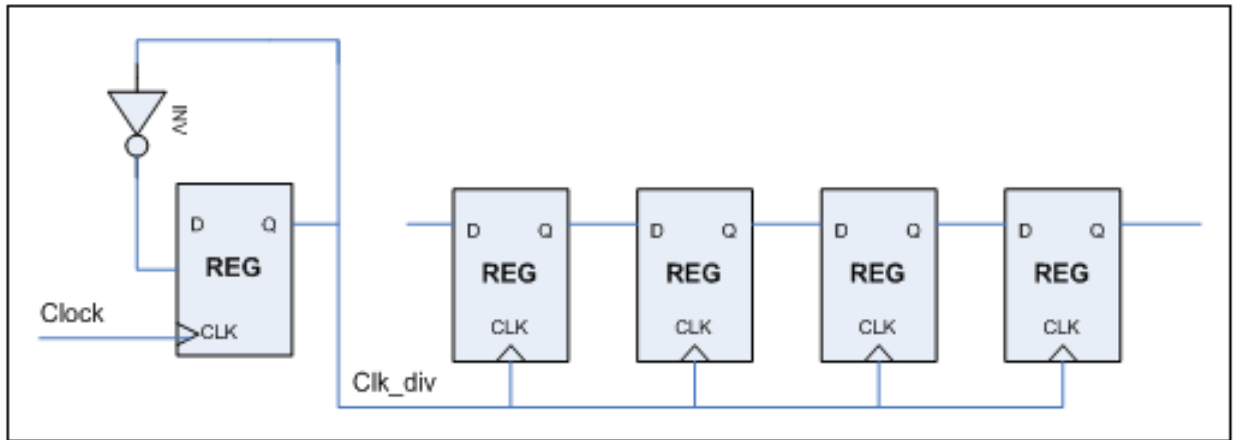 INV
D Q
REG
CLK
Clock
D Q
REG
CLK
D Q
REG
CLK
D Q
REG
CLK
D Q
REG
CLK
Clk_div